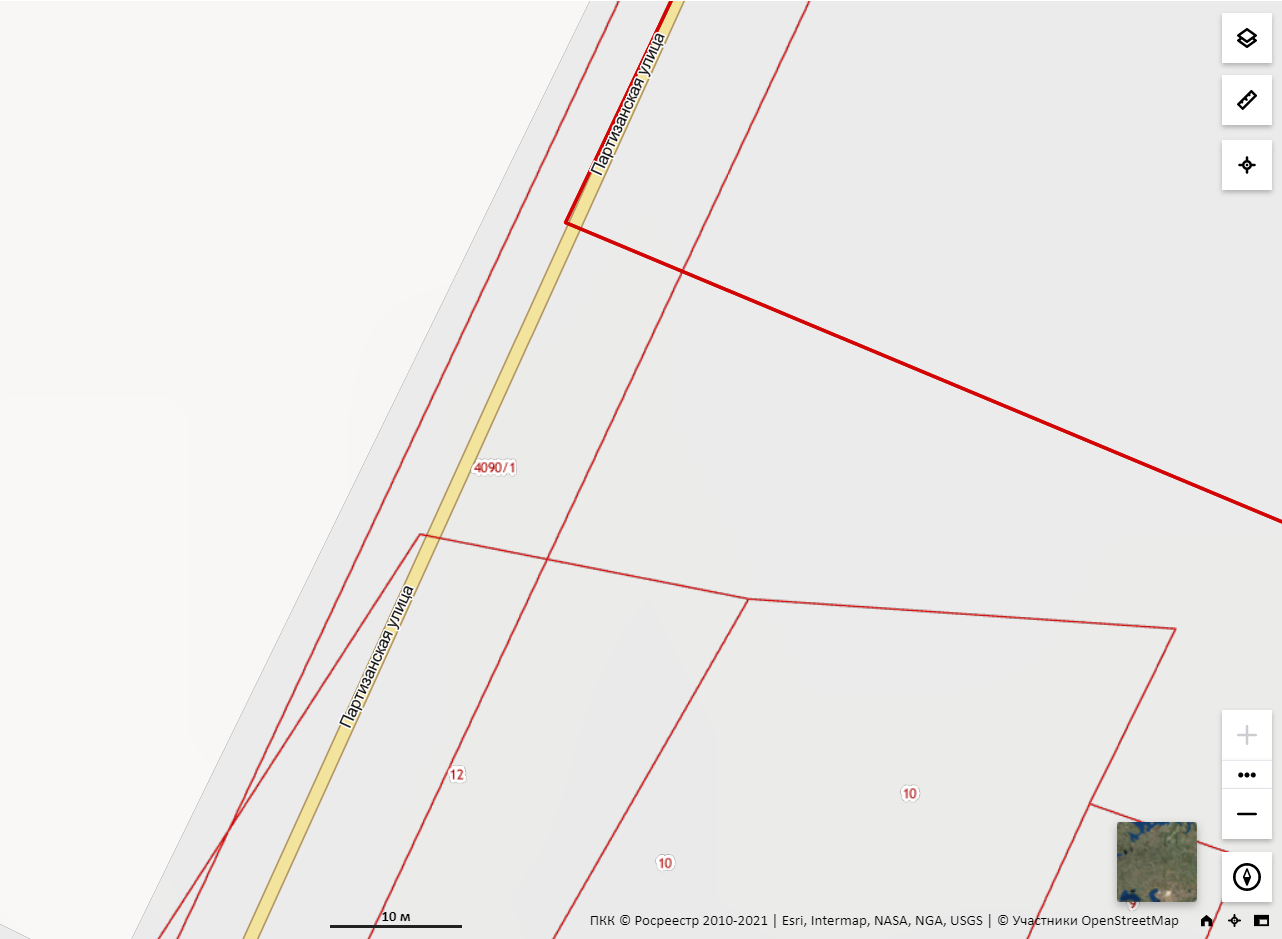 Партизанская улица
4090/1
Партизанская улица
12
10
10
9
10 м
ПКК © Росреестр 2010-2021 | Esri, Intermap, NASA, NGA, USGS | © Участники OpenStreetMap